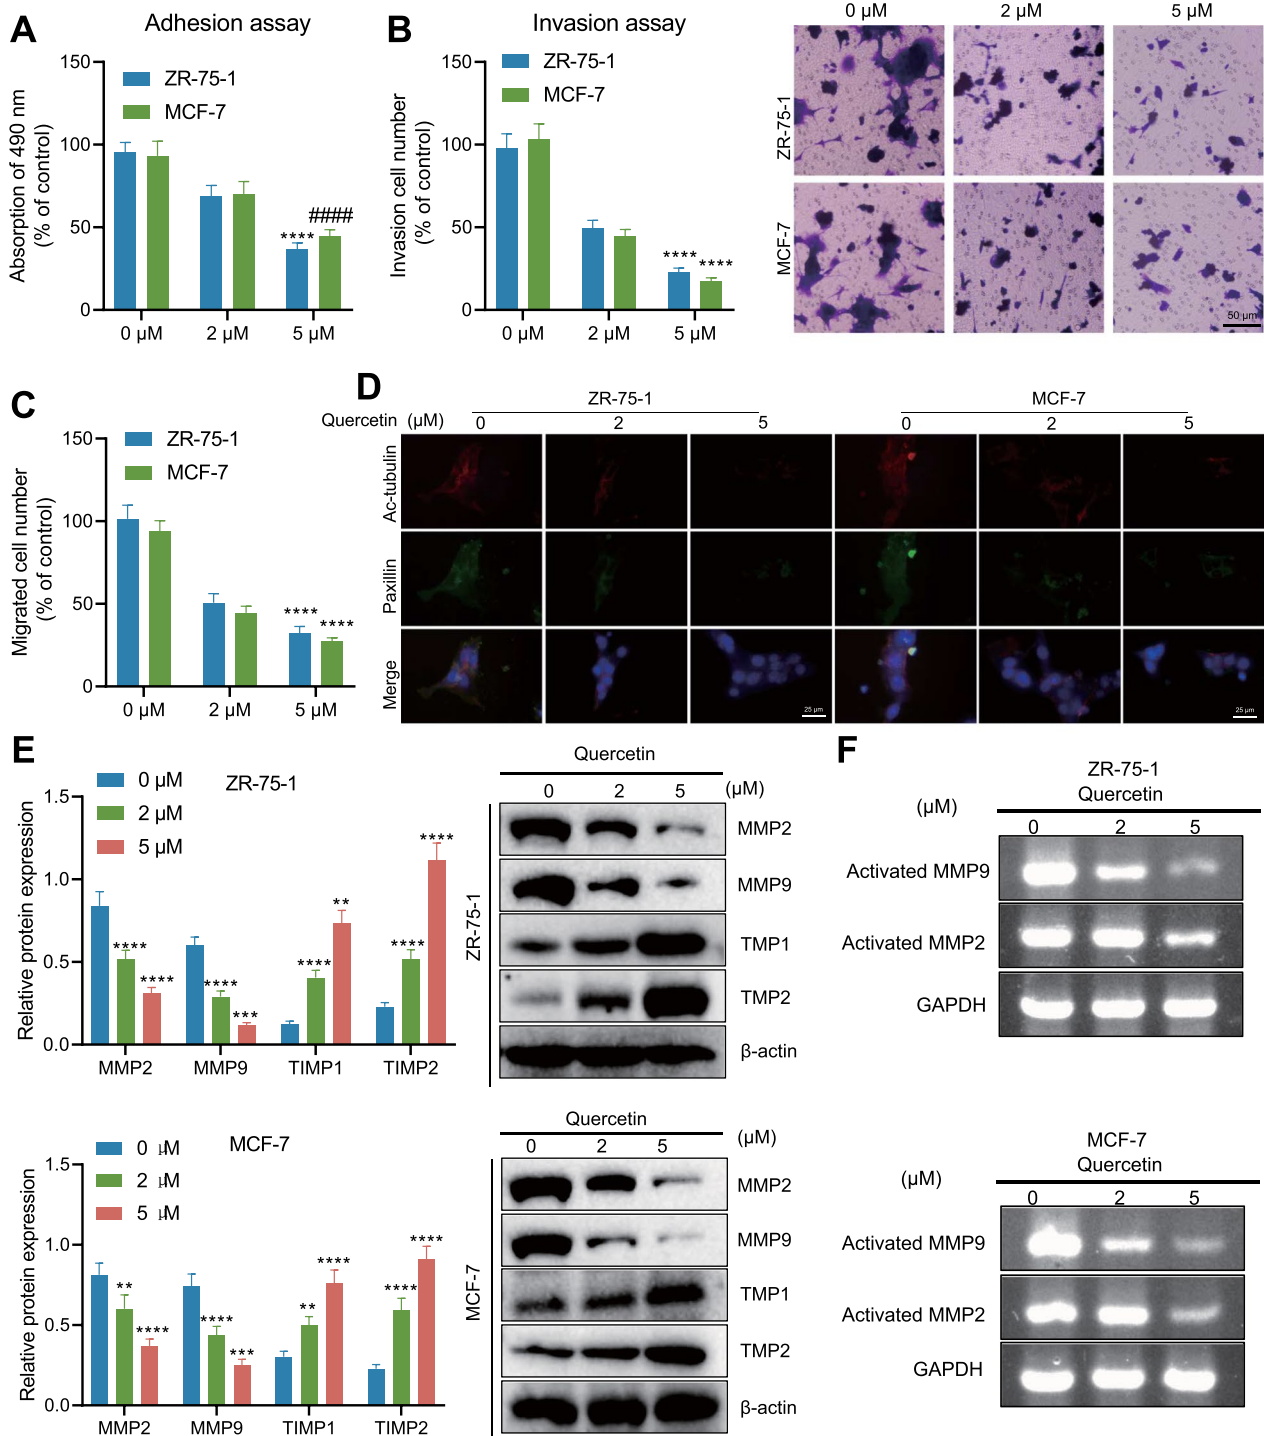 A
Adhesion assay
Absorption of 490 nm
(% of control)
150
100
50
0
ZR-75-1
MCF-7
****
####
0 µM
2 µM
5 µM
B
Invasion assay
Invasion cell number
(% of control)
150
100
50
0
ZR-75-1
MCF-7
****
****
0 µM
2 µM
5 µM
0 µM
2 µM
5 µM
ZR-75-1
MCF-7
50 µm
C
Migrated cell number
(% of control)
150
100
50
0
ZR-75-1
MCF-7
****
****
0 µM
2 µM
5 µM
D
ZR-75-1
MCF-7
Quercetin (µM)
0
2
5
0
2
5
Ac-tubulin
Paxillin
Merge
25 µm
25 µm
E
ZR-75-1
0 µM
2 µM
5 µM
Relative protein expression
1.5
1.0
0.5
0.0
****
****
****
***
****
**
****
****
MMP2
MMP9
TIMP1
TIMP2
Quercetin
0
2
5
(µM)
ZR-75-1
MMP2
MMP9
TMP1
TMP2
β-actin
MCF-7
0 µM
2 µM
5 µM
Relative protein expression
1.5
1.0
0.5
0.0
**
****
****
***
**
****
****
****
MMP2
MMP9
TIMP1
TIMP2
Quercetin
0
2
5
(µM)
MCF-7
MMP2
MMP9
TMP1
TMP2
β-actin
F
ZR-75-1
Quercetin
(µM)
0
2
5
Activated MMP9
Activated MMP2
GAPDH
MCF-7
Quercetin
(µM)
0
2
5
Activated MMP9
Activated MMP2
GAPDH